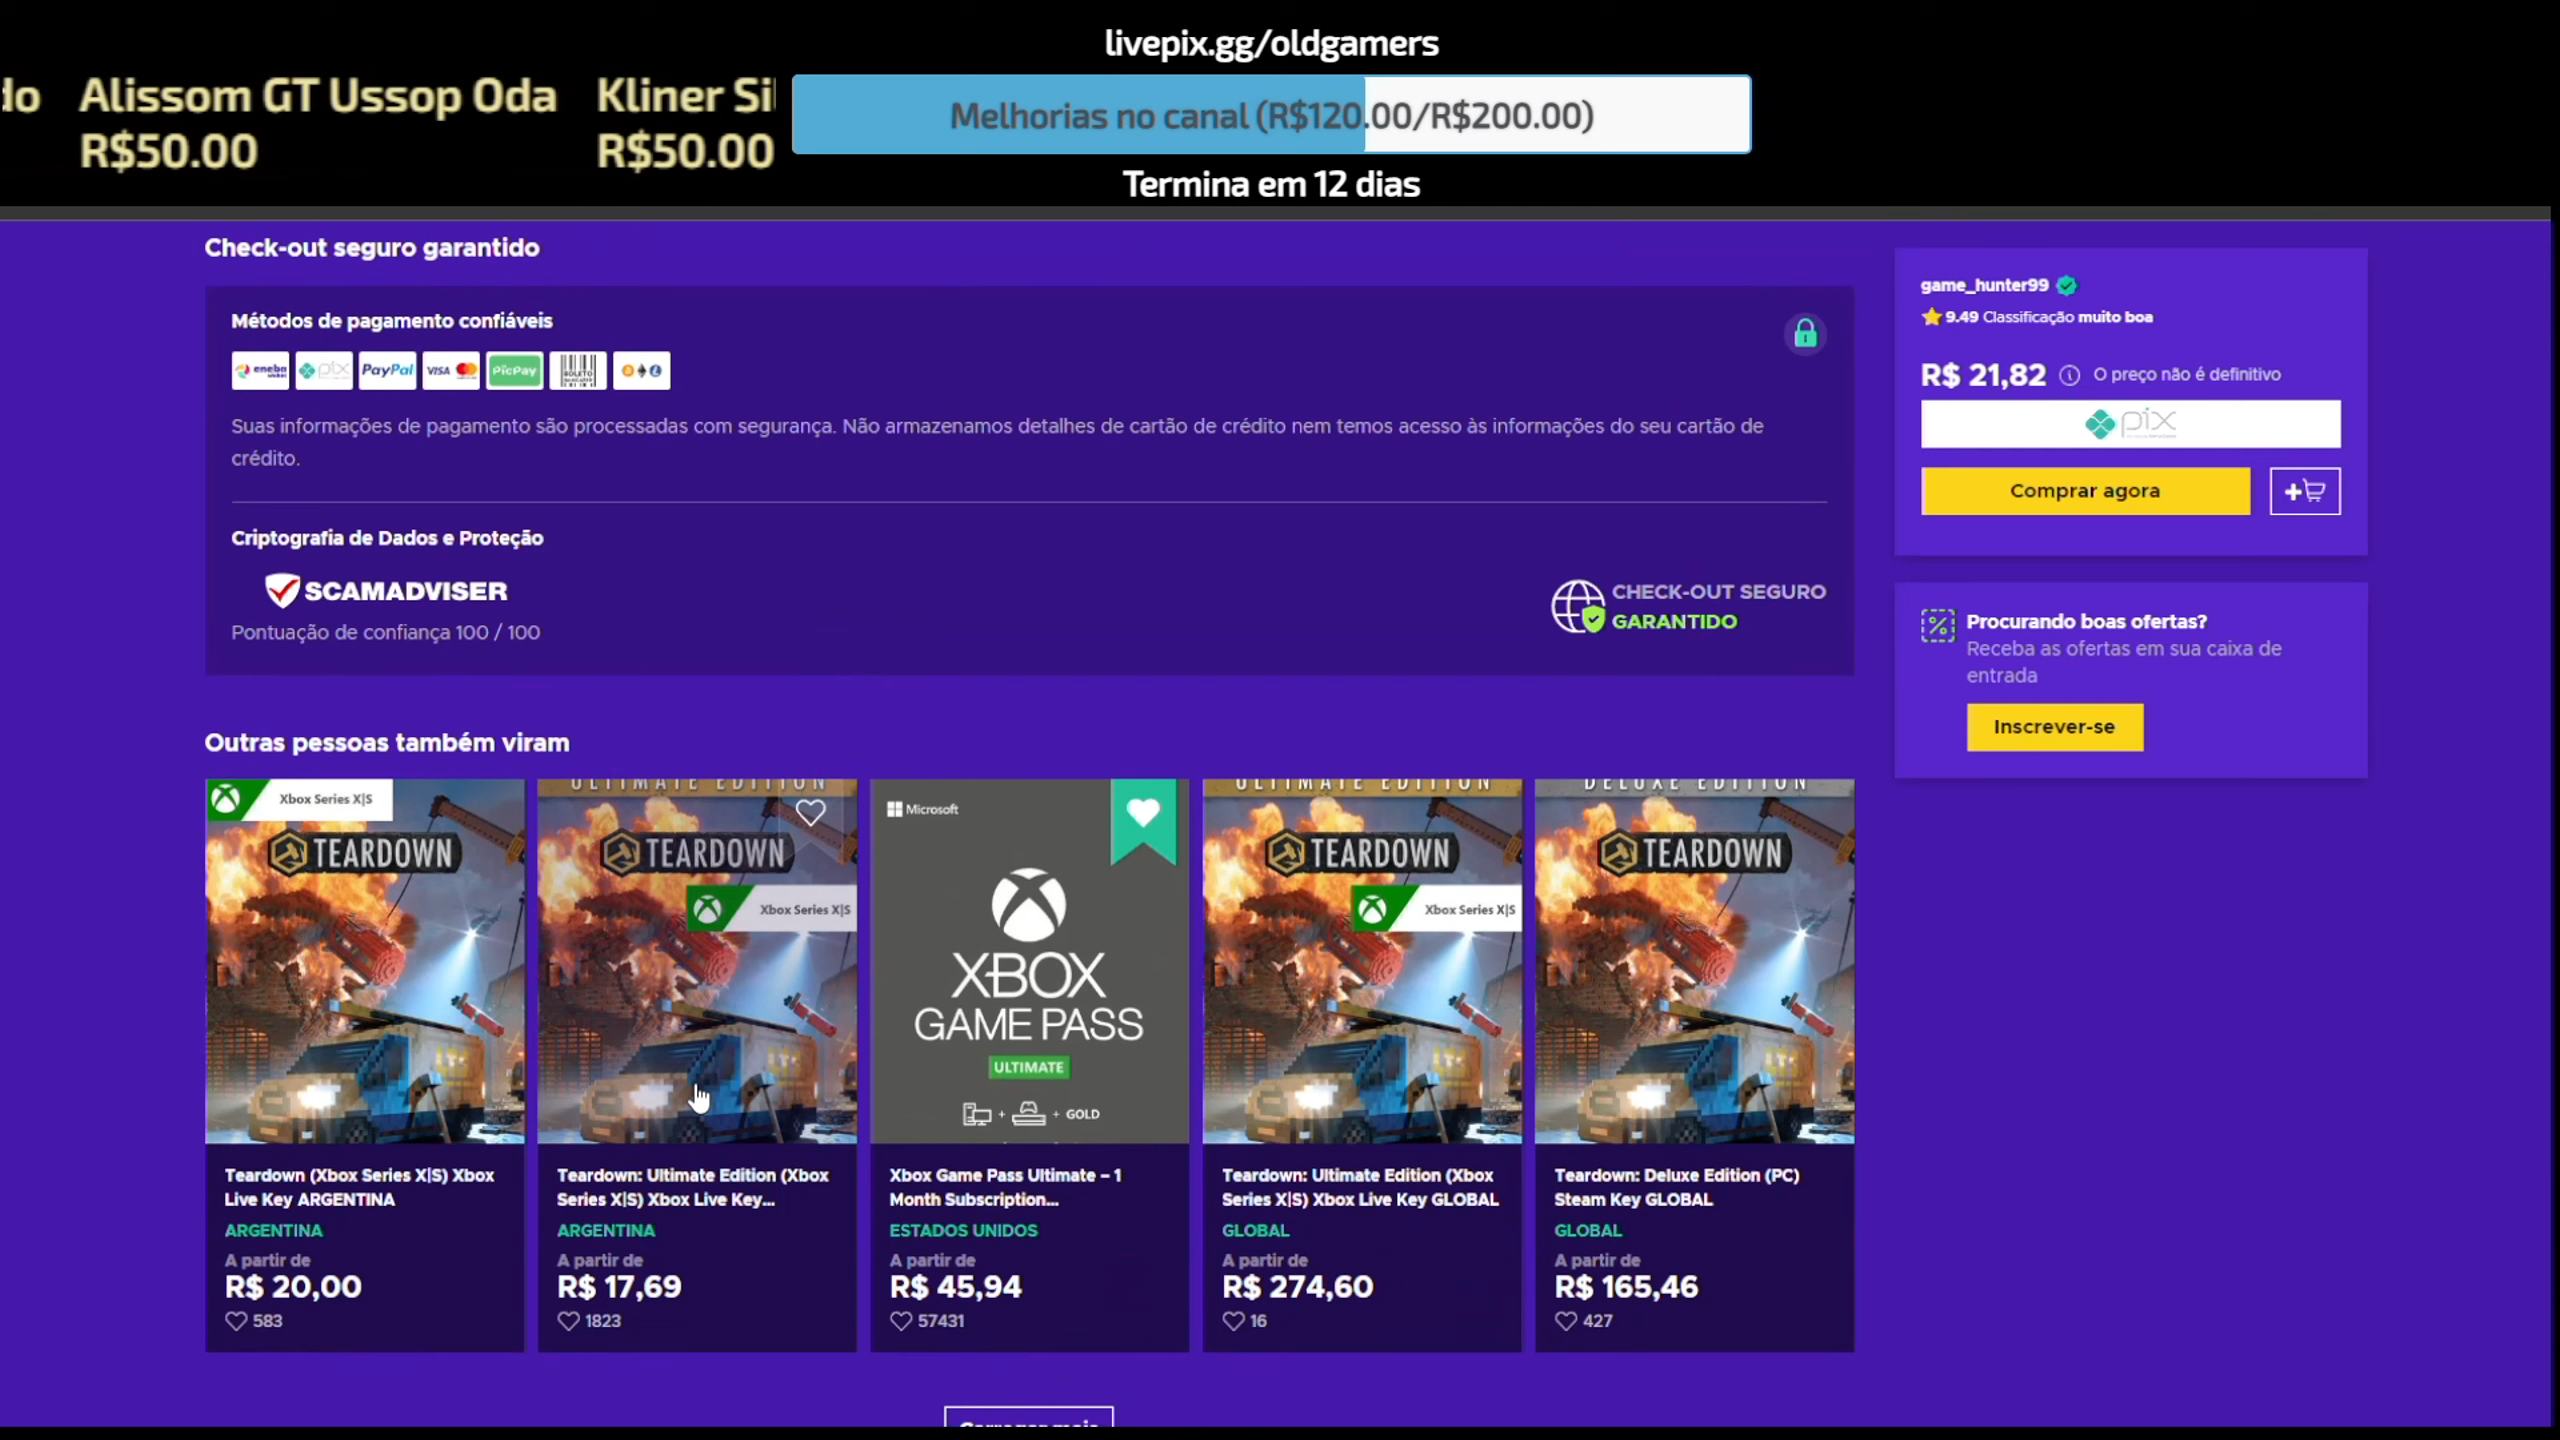 livepix.gg/oldgamers
do Alissom GT Ussop Oda Kliner Sil
R$50.00 R$50.00
Melhorias no canal (R$120.00/R$200.00)
Termina em 12 dias
Check-out seguro garantido
Métodos de pagamento confiáveis
eneba pix PayPal VISA PicPay BOLETO
Suas informações de pagamento são processadas com segurança. Não armazenamos detalhes de cartão de crédito nem temos acesso às informações do seu cartão de
crédito.
Criptografia de Dados e Proteção
SCAMADVISER
Pontuação de confiança 100 / 100
CHECK-OUT SEGURO
GARANTIDO
game_hunter99
9.49 Classificação muito boa
R$ 21,82 O preço não é definitivo
pix
Comprar agora
Procurando boas ofertas?
Receba as ofertas em sua caixa de
entrada
Inscrever-se
Outras pessoas também viram
Xbox Series X|S
TEARDOWN
Teardown (Xbox Series X|S) Xbox
Live Key ARGENTINA
ARGENTINA
A partir de
R$ 20,00
583
ULTIMATE EDITION
TEARDOWN
Xbox Series X|S
Teardown: Ultimate Edition (Xbox
Series X|S) Xbox Live Key...
ARGENTINA
A partir de
R$ 17,69
1823
Microsoft
XBOX
GAME PASS
ULTIMATE
+ + GOLD
Xbox Game Pass Ultimate – 1
Month Subscription...
ESTADOS UNIDOS
A partir de
R$ 45,94
57431
ULTIMATE EDITION
TEARDOWN
Xbox Series X|S
Teardown: Ultimate Edition (Xbox
Series X|S) Xbox Live Key GLOBAL
GLOBAL
A partir de
R$ 274,60
16
DELUXE EDITION
TEARDOWN
Teardown: Deluxe Edition (PC)
Steam Key GLOBAL
GLOBAL
A partir de
R$ 165,46
427
Carregar mais